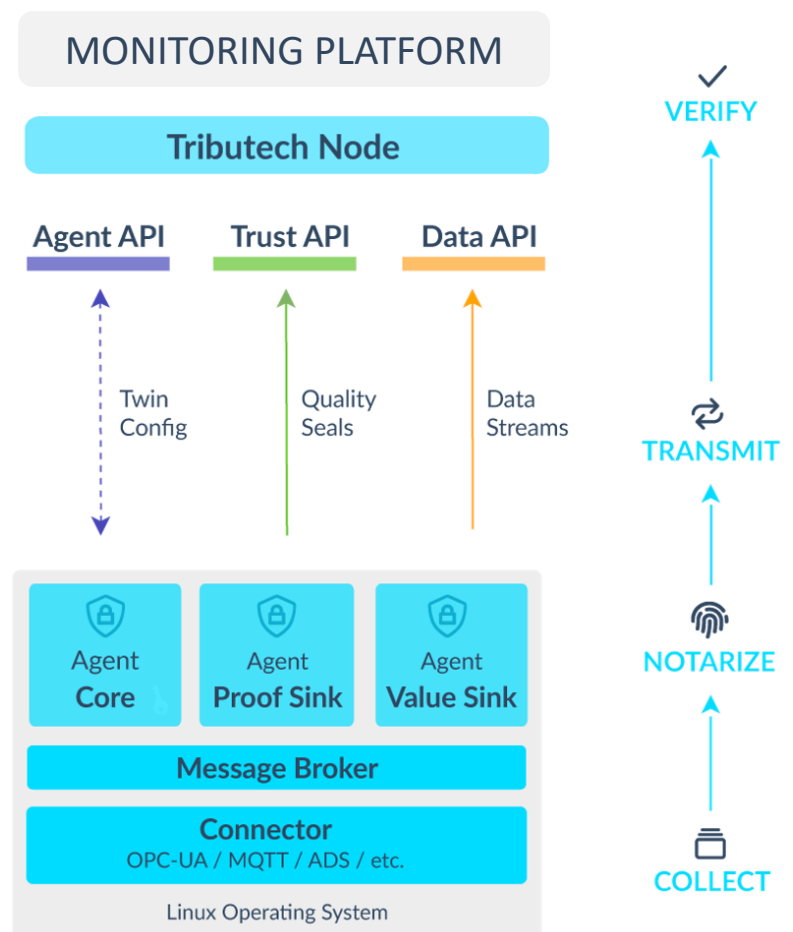 MONITORING PLATFORM
Tributech Node
Agent API
Trust API
Data API
Twin
Config
Quality
Seals
Data
Streams
Agent
Core
Agent
Proof Sink
Agent
Value Sink
Message Broker
Connector
OPC-UA / MQTT / ADS / etc.
Linux Operating System
VERIFY
TRANSMIT
NOTARIZE
COLLECT